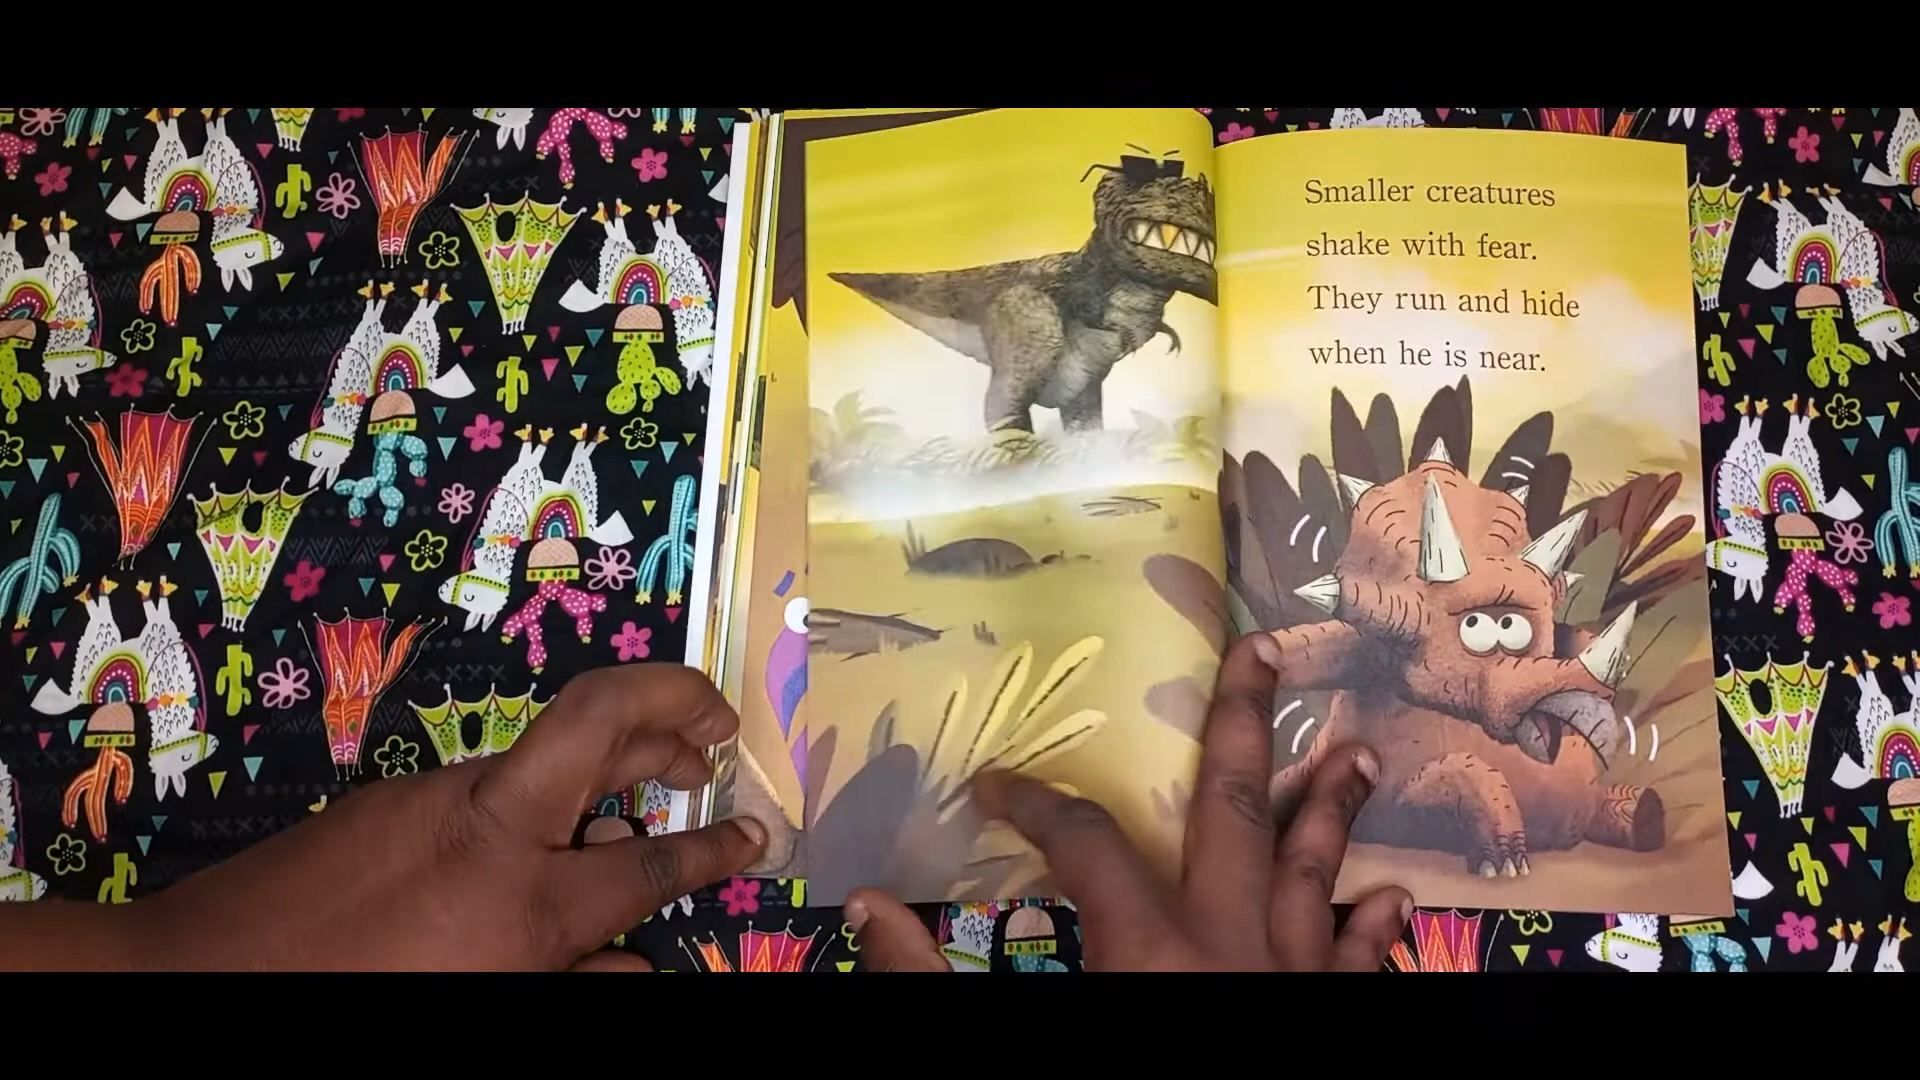 Smaller creatures
shake with fear.
They run and hide
when he is near.